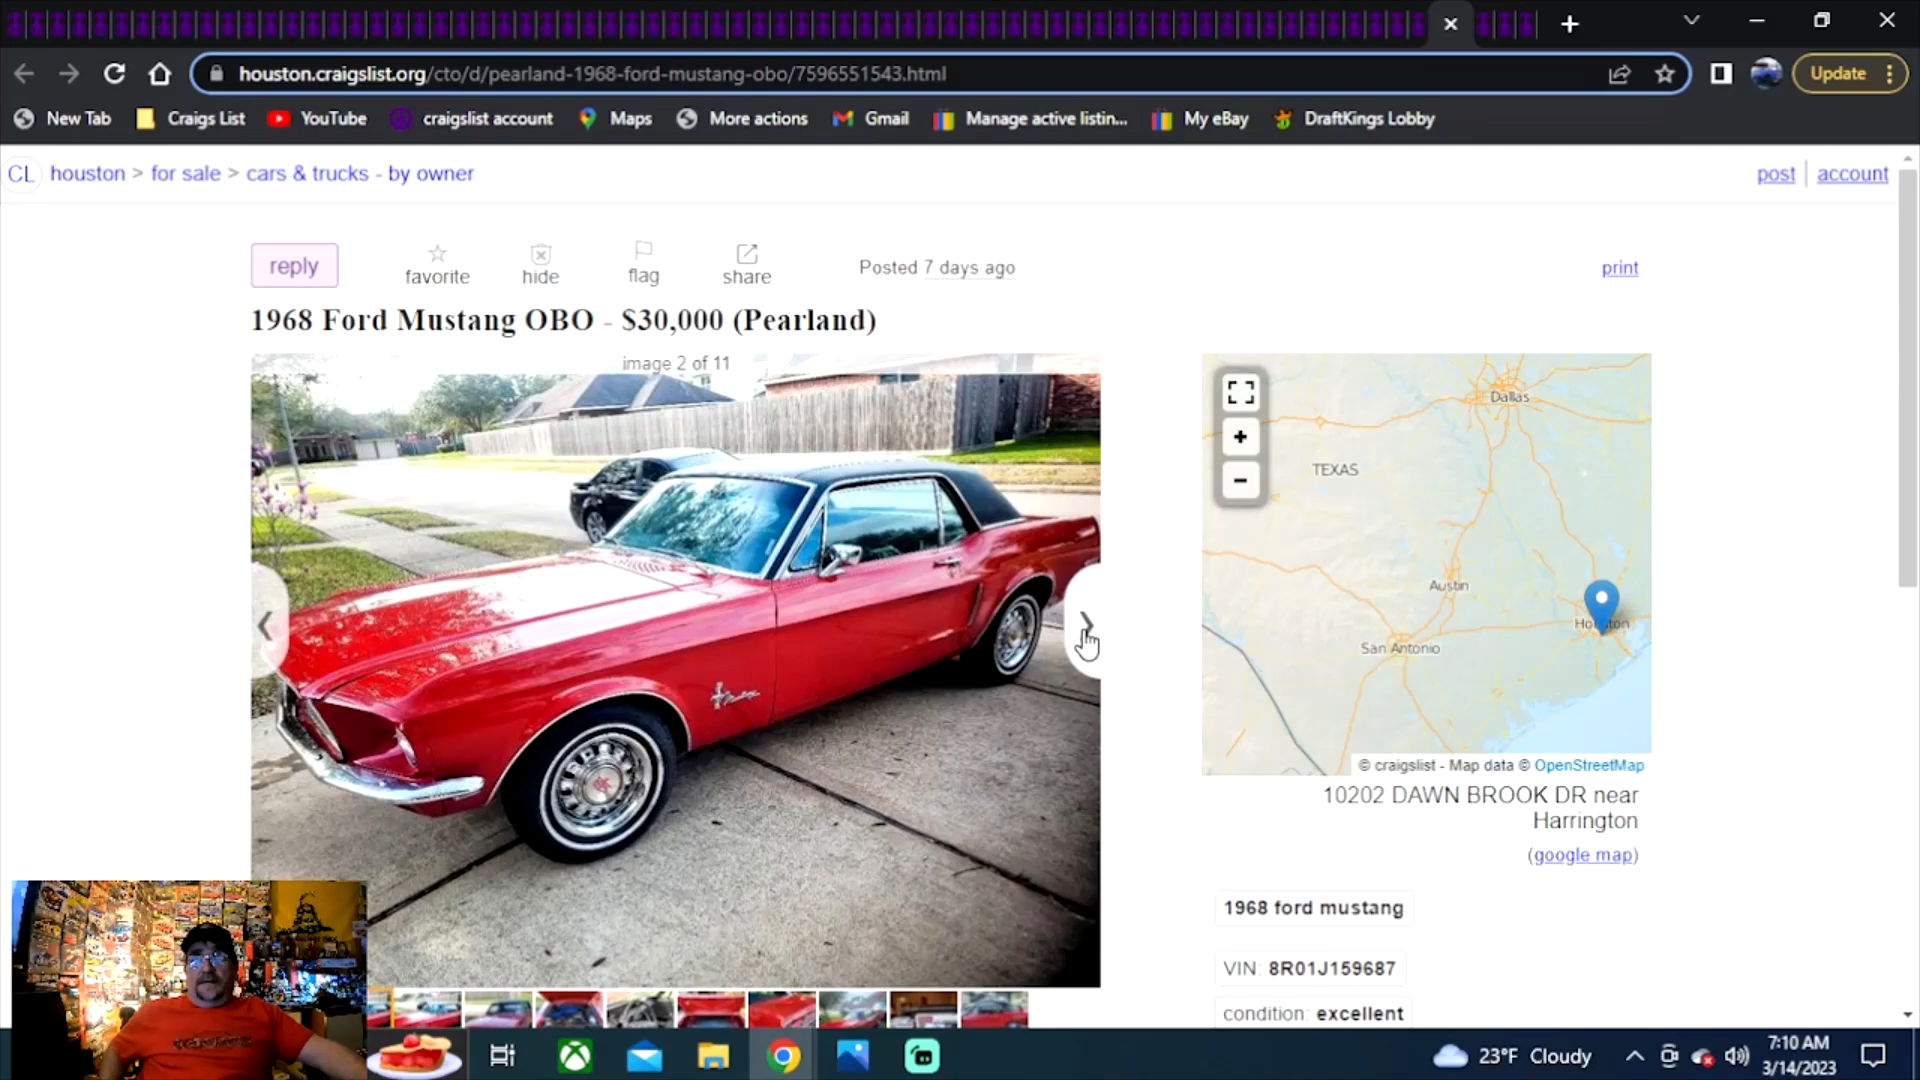 houston.craigslist.org/cto/d/pearland-1968-ford-mustang-obo/7596551543.html
Update
New Tab
Craigs List
YouTube
craigslist account
Maps
More actions
Gmail
Manage active listin...
My eBay
DraftKings Lobby
CL houston > for sale > cars & trucks - by owner
post
account
reply
favorite
hide
flag
share
Posted 7 days ago
print
1968 Ford Mustang OBO - $30,000 (Pearland)
image 2 of 11
Dallas
TEXAS
Austin
Houston
San Antonio
© craigslist - Map data © OpenStreetMap
10202 DAWN BROOK DR near
Harrington
(google map)
1968 ford mustang
VIN: 8R01J159687
condition: excellent
23°F Cloudy
7:10 AM
3/14/2023